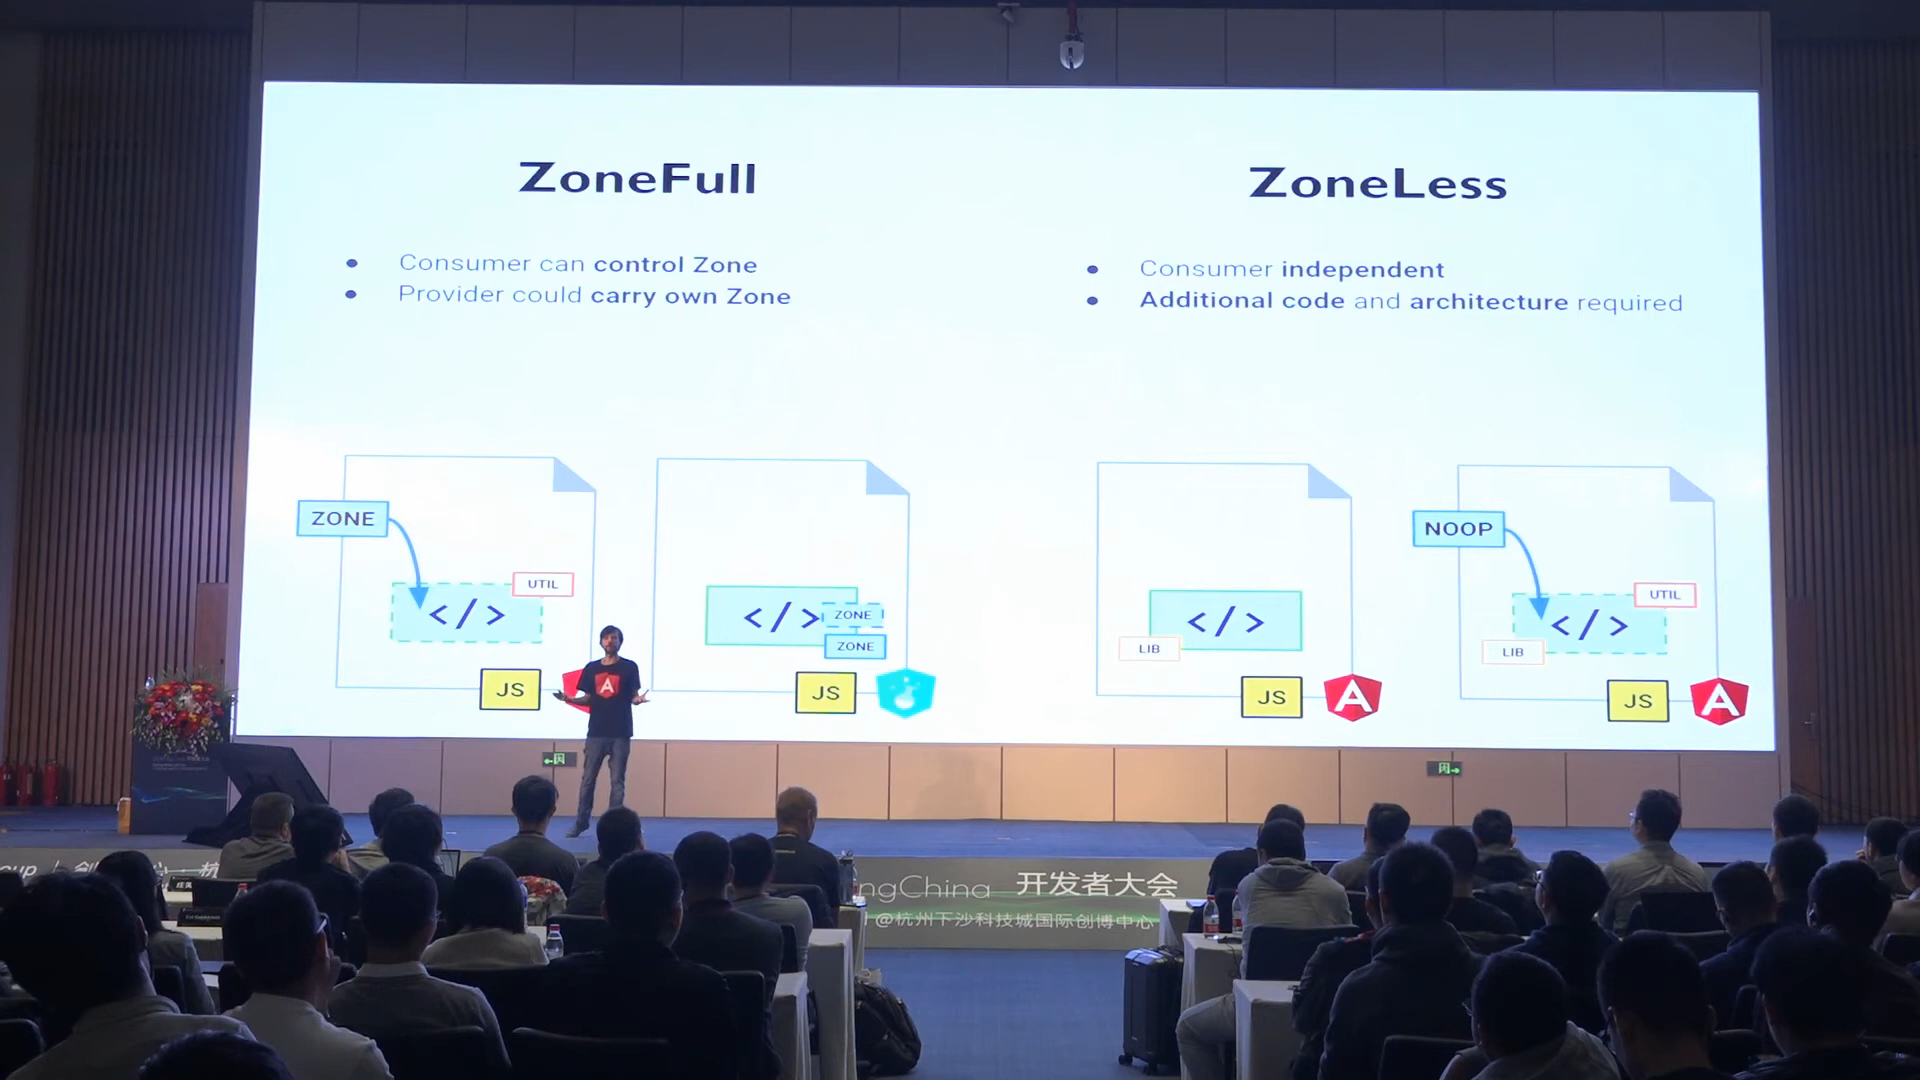 ZoneFull
Consumer can control Zone
Provider could carry own Zone
ZoneLess
Consumer independent
Additional code and architecture required
ZONE
UTIL
</>
JS
A
</>
ZONE
ZONE
JS
</>
LIB
JS
A
NOOP
UTIL
</>
LIB
JS
A
ngChina 开发者大会
@杭州下沙科技城国际创博中心